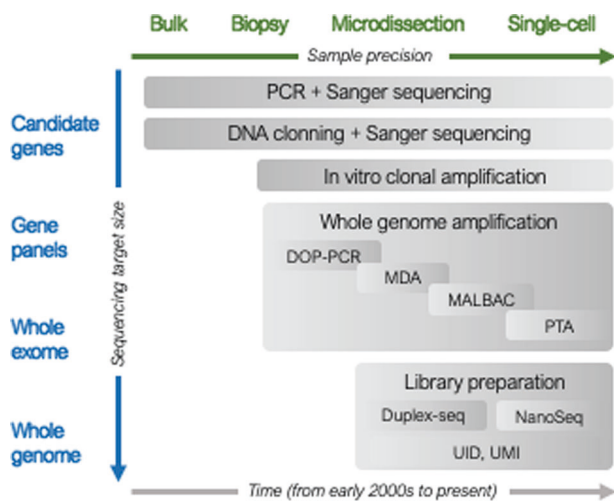 Bulk Biopsy Microdissection Single-cell
Sample precision
PCR + Sanger sequencing
Candidate
genes
DNA clonning + Sanger sequencing
In vitro clonal amplification
Gene
panels
Whole genome amplification
DOP-PCR
MDA
MALBAC
PTA
Sequencing target size
Whole
exome
Library preparation
Duplex-seq NanoSeq
UID, UMI
Whole
genome
Time (from early 2000s to present)